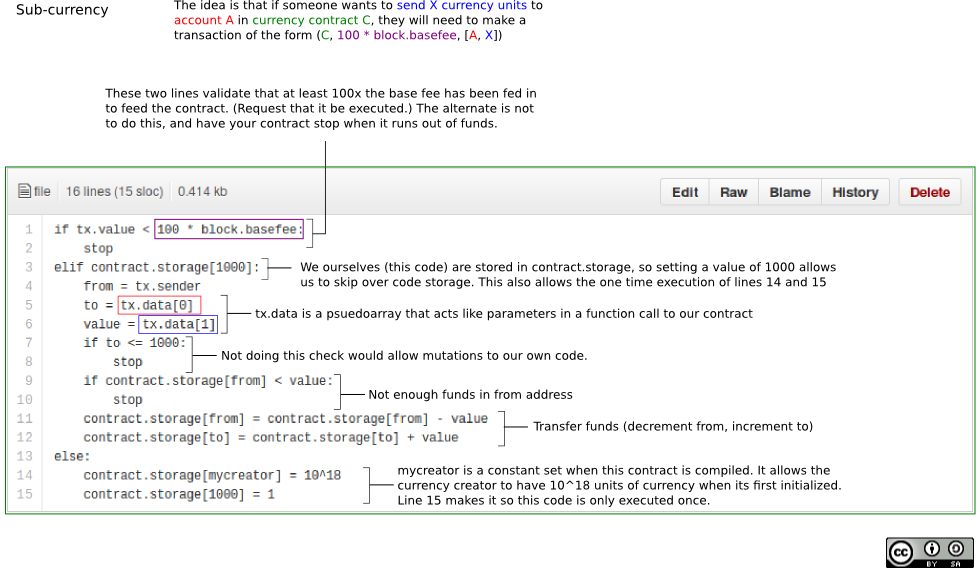 Sub-currency
The idea is that if someone wants to send X currency units to
account A in currency contract C, they will need to make a
transaction of the form (C, 100 * block.basefee, [A, X])
These two lines validate that at least 100x the base fee has been fed in
to feed the contract. (Request that it be executed.) The alternate is not
to do this, and have your contract stop when it runs out of funds.
file 16 lines (15 sloc) 0.414 kb Edit Raw Blame History Delete
1 if tx.value < 100 * block.basefee:
2 stop
3 elif contract.storage[1000]:
We ourselves (this code) are stored in contract.storage, so setting a value of 1000 allows
us to skip over code storage. This also allows the one time execution of lines 14 and 15
4 from = tx.sender
5 to = tx.data[0]
6 value = tx.data[1]
tx.data is a psuedoarray that acts like parameters in a function call to our contract
7 if to <= 1000:
8 stop
Not doing this check would allow mutations to our own code.
9 if contract.storage[from] < value:
10 stop
Not enough funds in from address
11 contract.storage[from] = contract.storage[from] - value
12 contract.storage[to] = contract.storage[to] + value
Transfer funds (decrement from, increment to)
13 else:
14 contract.storage[mycreator] = 10^18
15 contract.storage[1000] = 1
mycreator is a constant set when this contract is compiled. It allows the
currency creator to have 10^18 units of currency when its first initialized.
Line 15 makes it so this code is only executed once.
cc BY SA